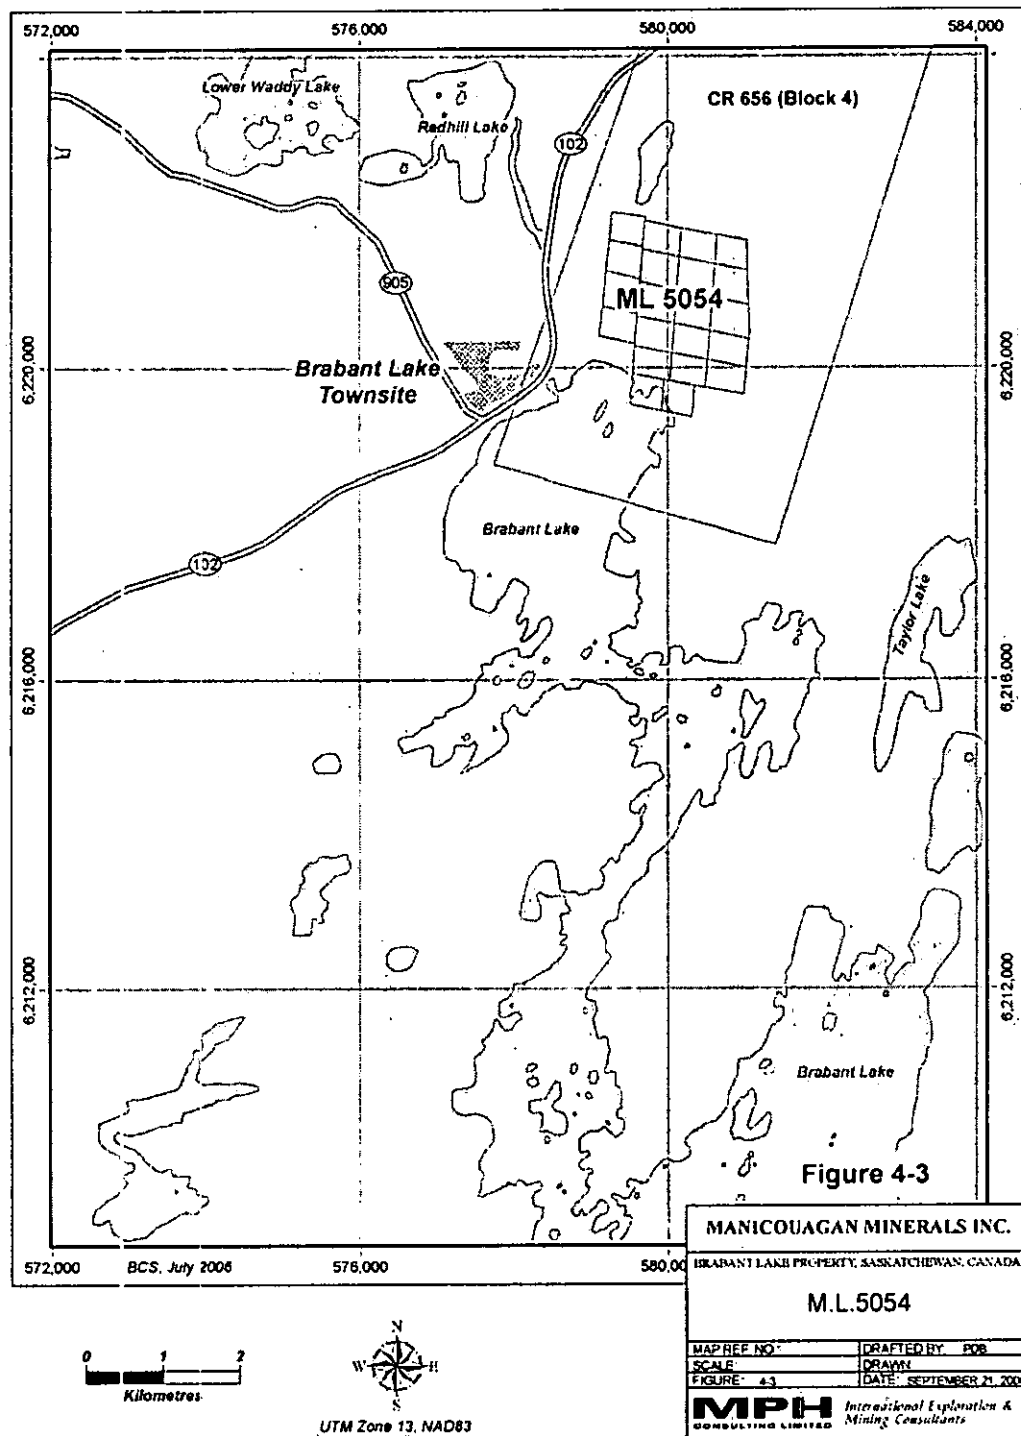 572,000
576,000
580,000
584,000
Lower Waddy Lake
Redhill Lake
CR 656 (Block 4)
102
905
ML 5054
6,220,000
6,220,000
Brabant Lake
Townsite
Brabant Lake
102
Taylor Lake
6,216,000
6,216,000
6,212,000
6,212,000
Brabant Lake
Figure 4-3
572,000
BCS, July 2006
576,000
580,0
MANICOUAGAN MINERALS INC.
BRABANT LAKE PROPERTY, SASKATCHEWAN, CANADA
M.L.5054
MAP REF. NO:
DRAFTED BY: PDB
SCALE:
DRAWN
FIGURE: 4-3
DATE: SEPTEMBER 21, 200
MPH
CONSULTING LIMITED
International Exploration &
Mining Consultants
0 1 2
Kilometres
N
W
S
UTM Zone 13, NAD83